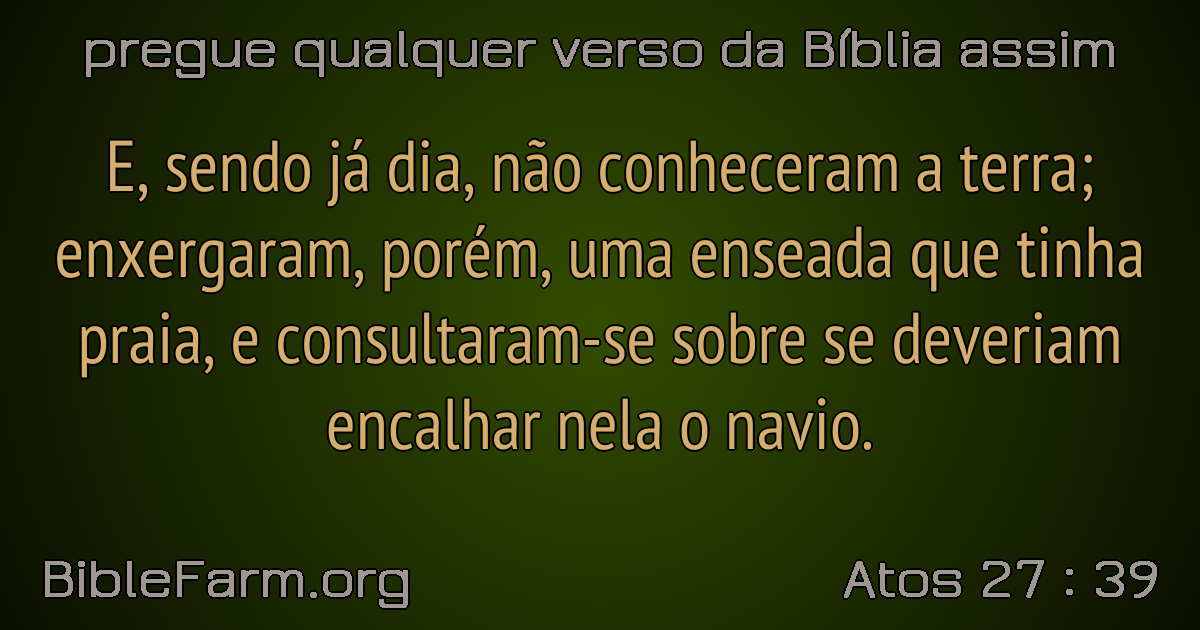 pregue qualquer verso da Bíblia assim
E, sendo já dia, não conheceram a terra;
enxergaram, porém, uma enseada que tinha
praia, e consultaram-se sobre se deveriam
encalhar nela o navio.
BibleFarm.org
Atos 27 : 39